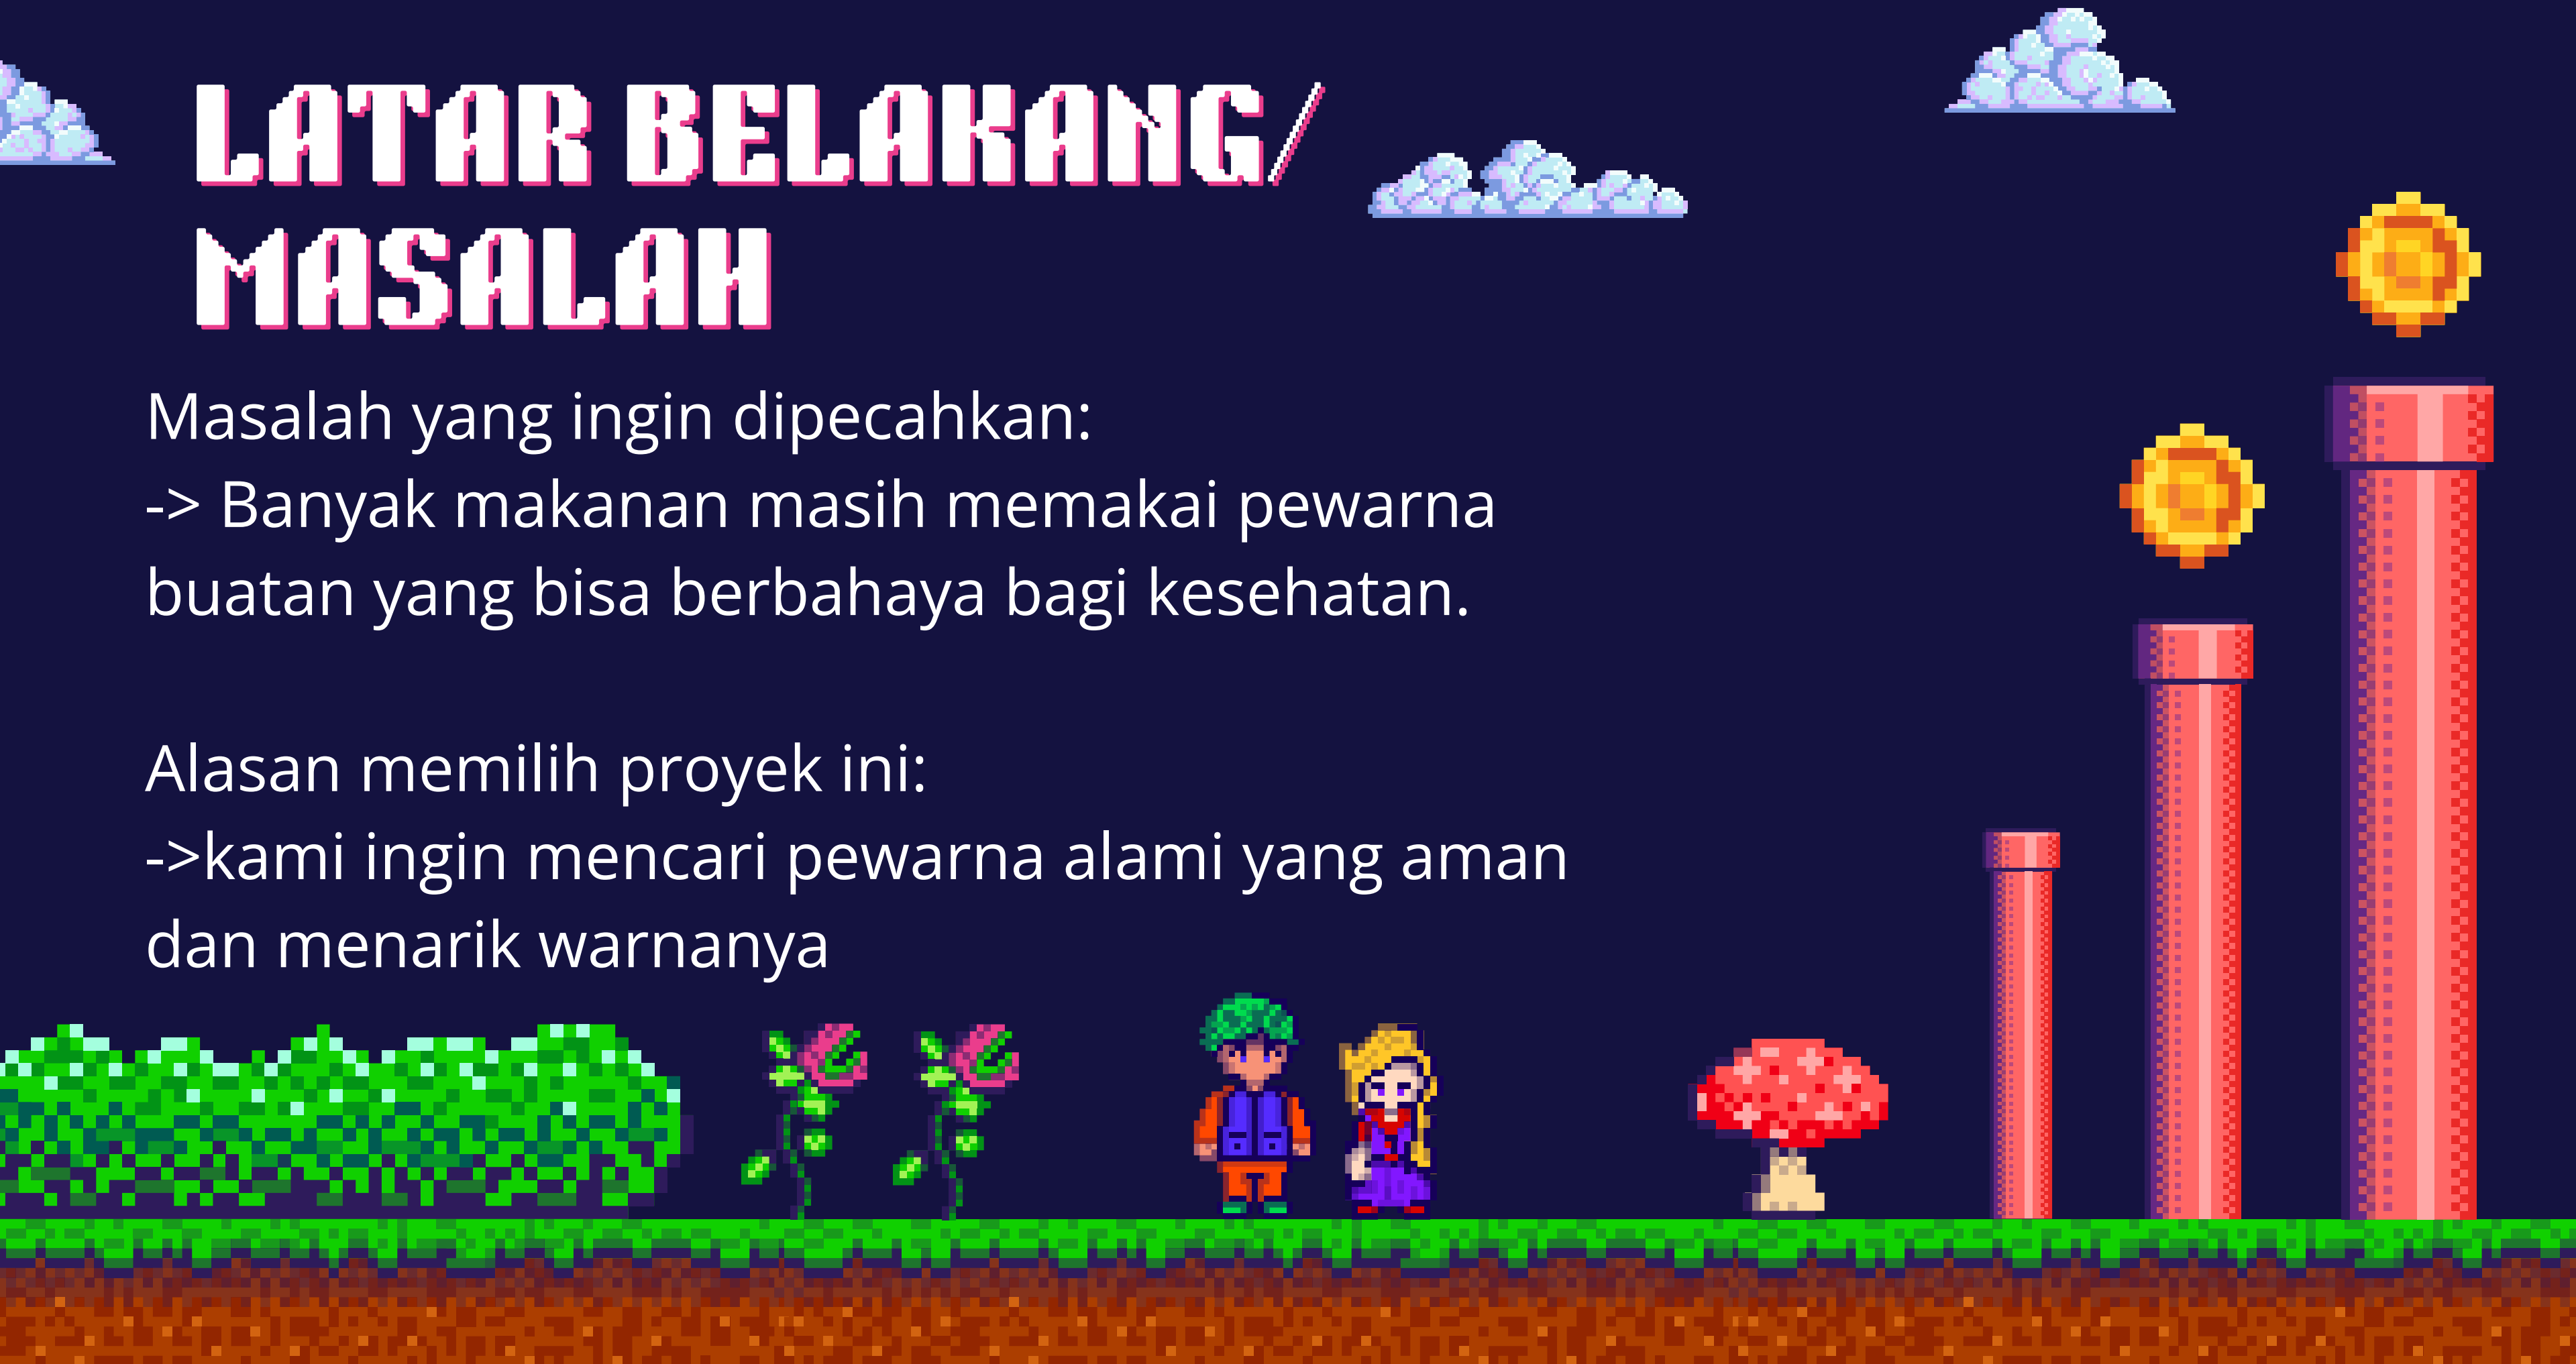 LATAR BELAKANG/
MASALAH
Masalah yang ingin dipecahkan:
-> Banyak makanan masih memakai pewarna
buatan yang bisa berbahaya bagi kesehatan.
Alasan memilih proyek ini:
->kami ingin mencari pewarna alami yang aman
dan menarik warnanya